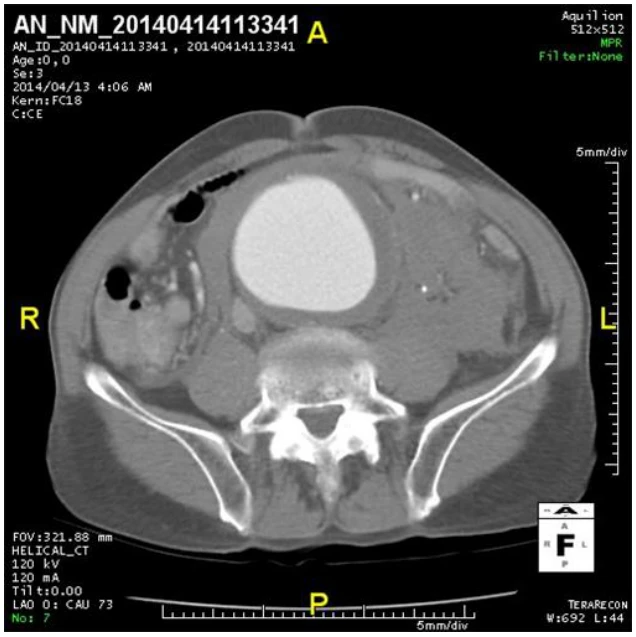 AN_NM_20140414113341
AN_ID_20140414113341 , 20140414113341
Age:0,0
Se:3
2014/04/13 4:06 AM
Kern:FC18
C:CE
A
Aquilion
512x512
MPR
Filter:None
5mm/div
R
L
FOV:321.88 mm
HELICAL_CT
120 kV
120 mA
Tilt:0.00
LAO 0: CAU 73
No: 7
P
5mm/div
A
A
R F L
P
TERARECON
W:692 L:44